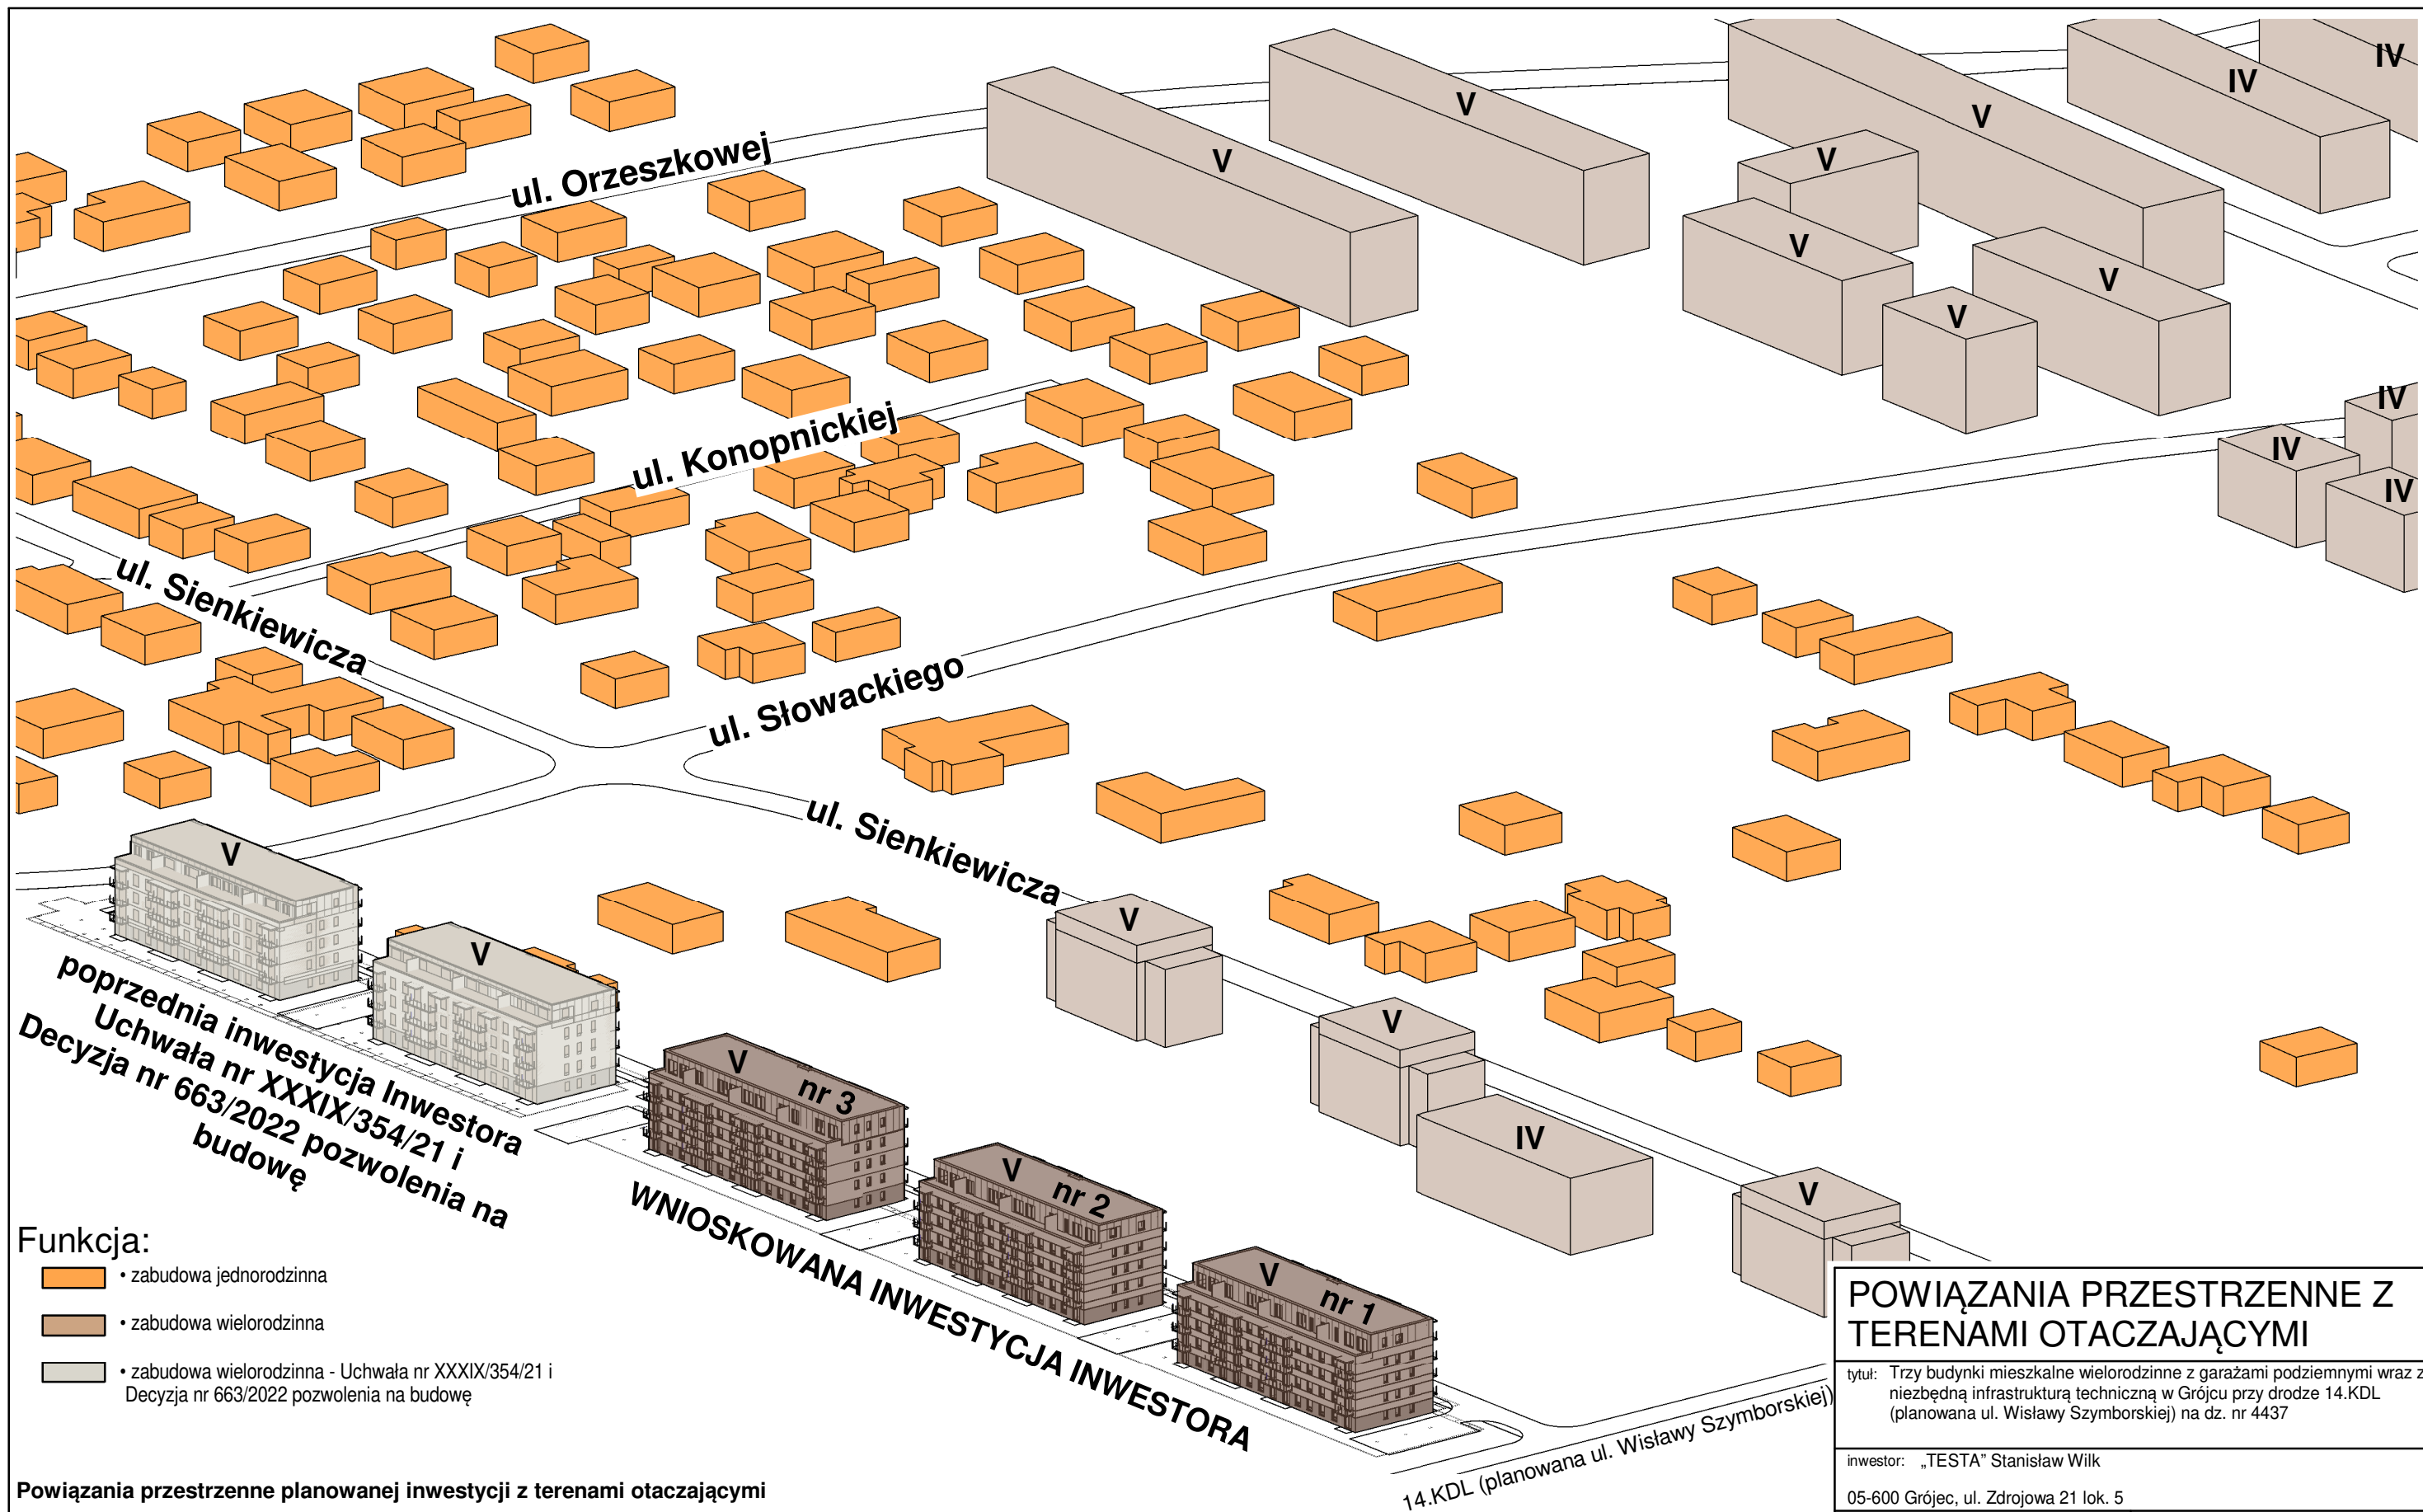 IV
IV
V
V
V
V
V
V
V
V
ul. Orzeszkowej
IV
IV
IV
ul. Konopnickiej
ul. Sienkiewicza
ul. Słowackiego
ul. Sienkiewicza
V
V
V
V
IV
V
poprzednia inwestycja Inwestora
Uchwała nr XXXIX/354/21 i
Decyzja nr 663/2022 pozwolenia na
budowę
V nr 3
V nr 2
V nr 1
WNIOSKOWANA INWESTYCJA INWESTORA
Funkcja:
• zabudowa jednorodzinna
• zabudowa wielorodzinna
• zabudowa wielorodzinna - Uchwała nr XXXIX/354/21 i
Decyzja nr 663/2022 pozwolenia na budowę
14.KDL (planowana ul. Wisławy Szymborskiej)
Powiązania przestrzenne planowanej inwestycji z terenami otaczającymi
POWIĄZANIA PRZESTRZENNE Z
TERENAMI OTACZAJĄCYMI
tytuł: Trzy budynki mieszkalne wielorodzinne z garażami podziemnymi wraz z
niezbędną infrastrukturą techniczną w Grójcu przy drodze 14.KDL
(planowana ul. Wisławy Szymborskiej) na dz. nr 4437
inwestor: „TESTA” Stanisław Wilk
05-600 Grójec, ul. Zdrojowa 21 lok. 5